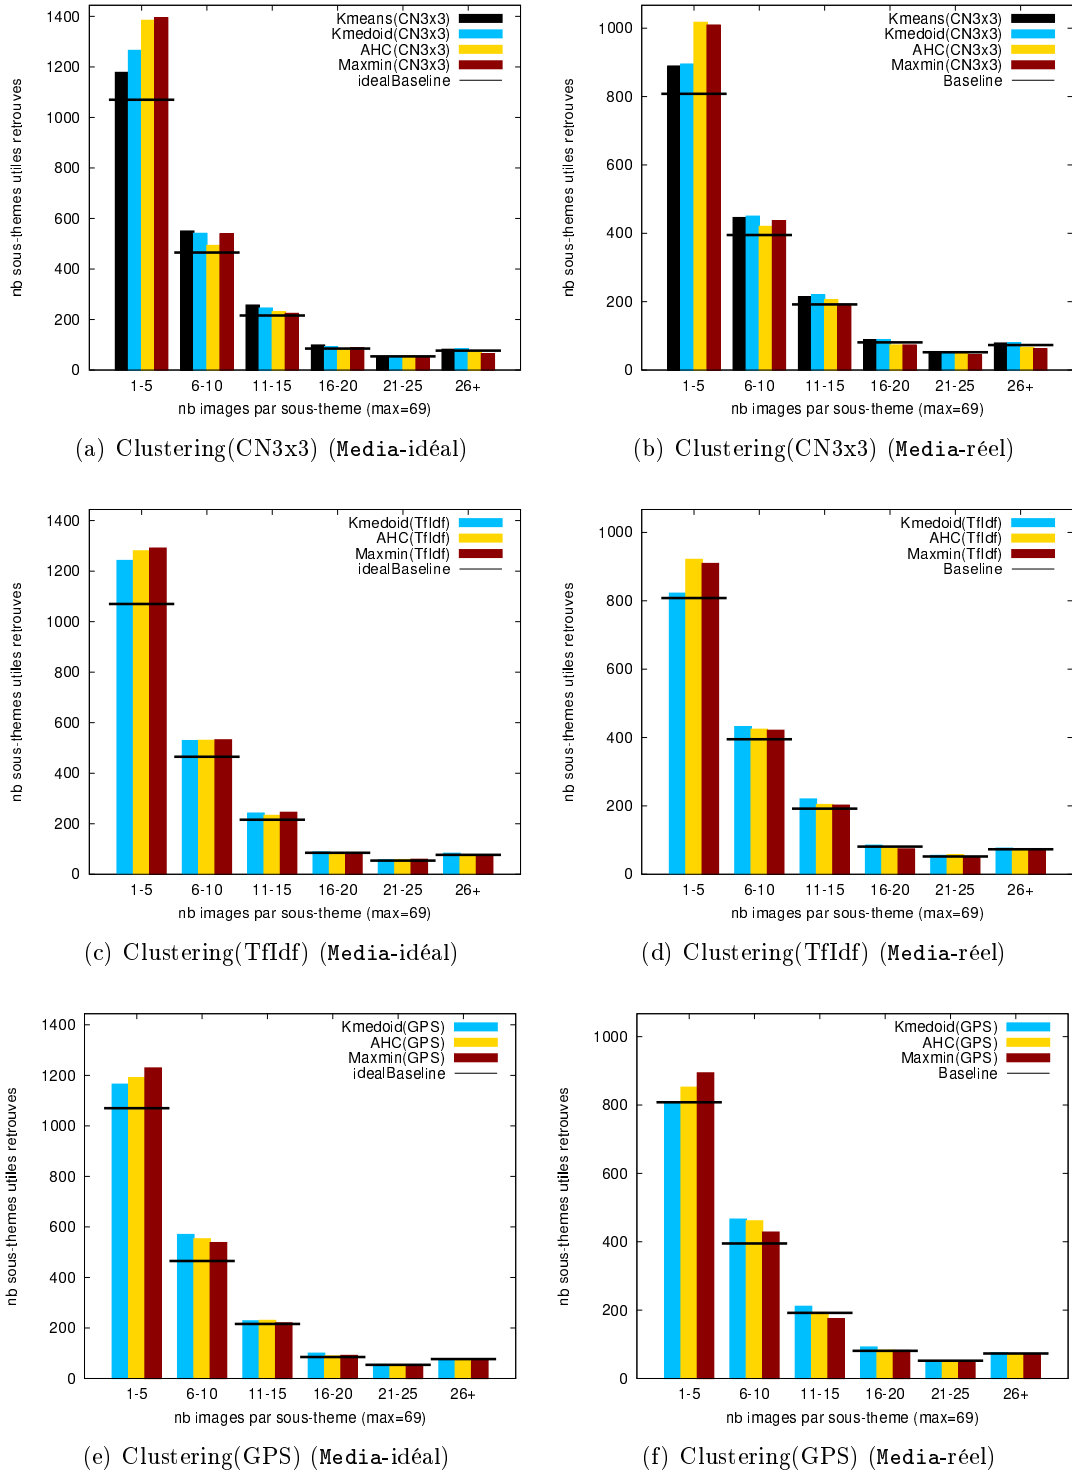 nb sous-themes utiles retrouves
1400
1200
1000
800
600
400
200
0
Kmeans(CN3x3)
Kmedoid(CN3x3)
AHC(CN3x3)
Maxmin(CN3x3)
idealBaseline
1-5 6-10 11-15 16-20 21-25 26+
nb images par sous-theme (max=69)
(a) Clustering(CN3x3) (Media-idéal)
nb sous-themes utiles retrouves
1000
800
600
400
200
0
Kmeans(CN3x3)
Kmedoid(CN3x3)
AHC(CN3x3)
Maxmin(CN3x3)
Baseline
1-5 6-10 11-15 16-20 21-25 26+
nb images par sous-theme (max=69)
(b) Clustering(CN3x3) (Media-réel)
nb sous-themes utiles retrouves
1400
1200
1000
800
600
400
200
0
Kmedoid(TfIdf)
AHC(TfIdf)
Maxmin(TfIdf)
idealBaseline
1-5 6-10 11-15 16-20 21-25 26+
nb images par sous-theme (max=69)
(c) Clustering(TfIdf) (Media-idéal)
nb sous-themes utiles retrouves
1000
800
600
400
200
0
Kmedoid(TfIdf)
AHC(TfIdf)
Maxmin(TfIdf)
Baseline
1-5 6-10 11-15 16-20 21-25 26+
nb images par sous-theme (max=69)
(d) Clustering(TfIdf) (Media-réel)
nb sous-themes utiles retrouves
1400
1200
1000
800
600
400
200
0
Kmedoid(GPS)
AHC(GPS)
Maxmin(GPS)
idealBaseline
1-5 6-10 11-15 16-20 21-25 26+
nb images par sous-theme (max=69)
(e) Clustering(GPS) (Media-idéal)
nb sous-themes utiles retrouves
1000
800
600
400
200
0
Kmedoid(GPS)
AHC(GPS)
Maxmin(GPS)
Baseline
1-5 6-10 11-15 16-20 21-25 26+
nb images par sous-theme (max=69)
(f) Clustering(GPS) (Media-réel)